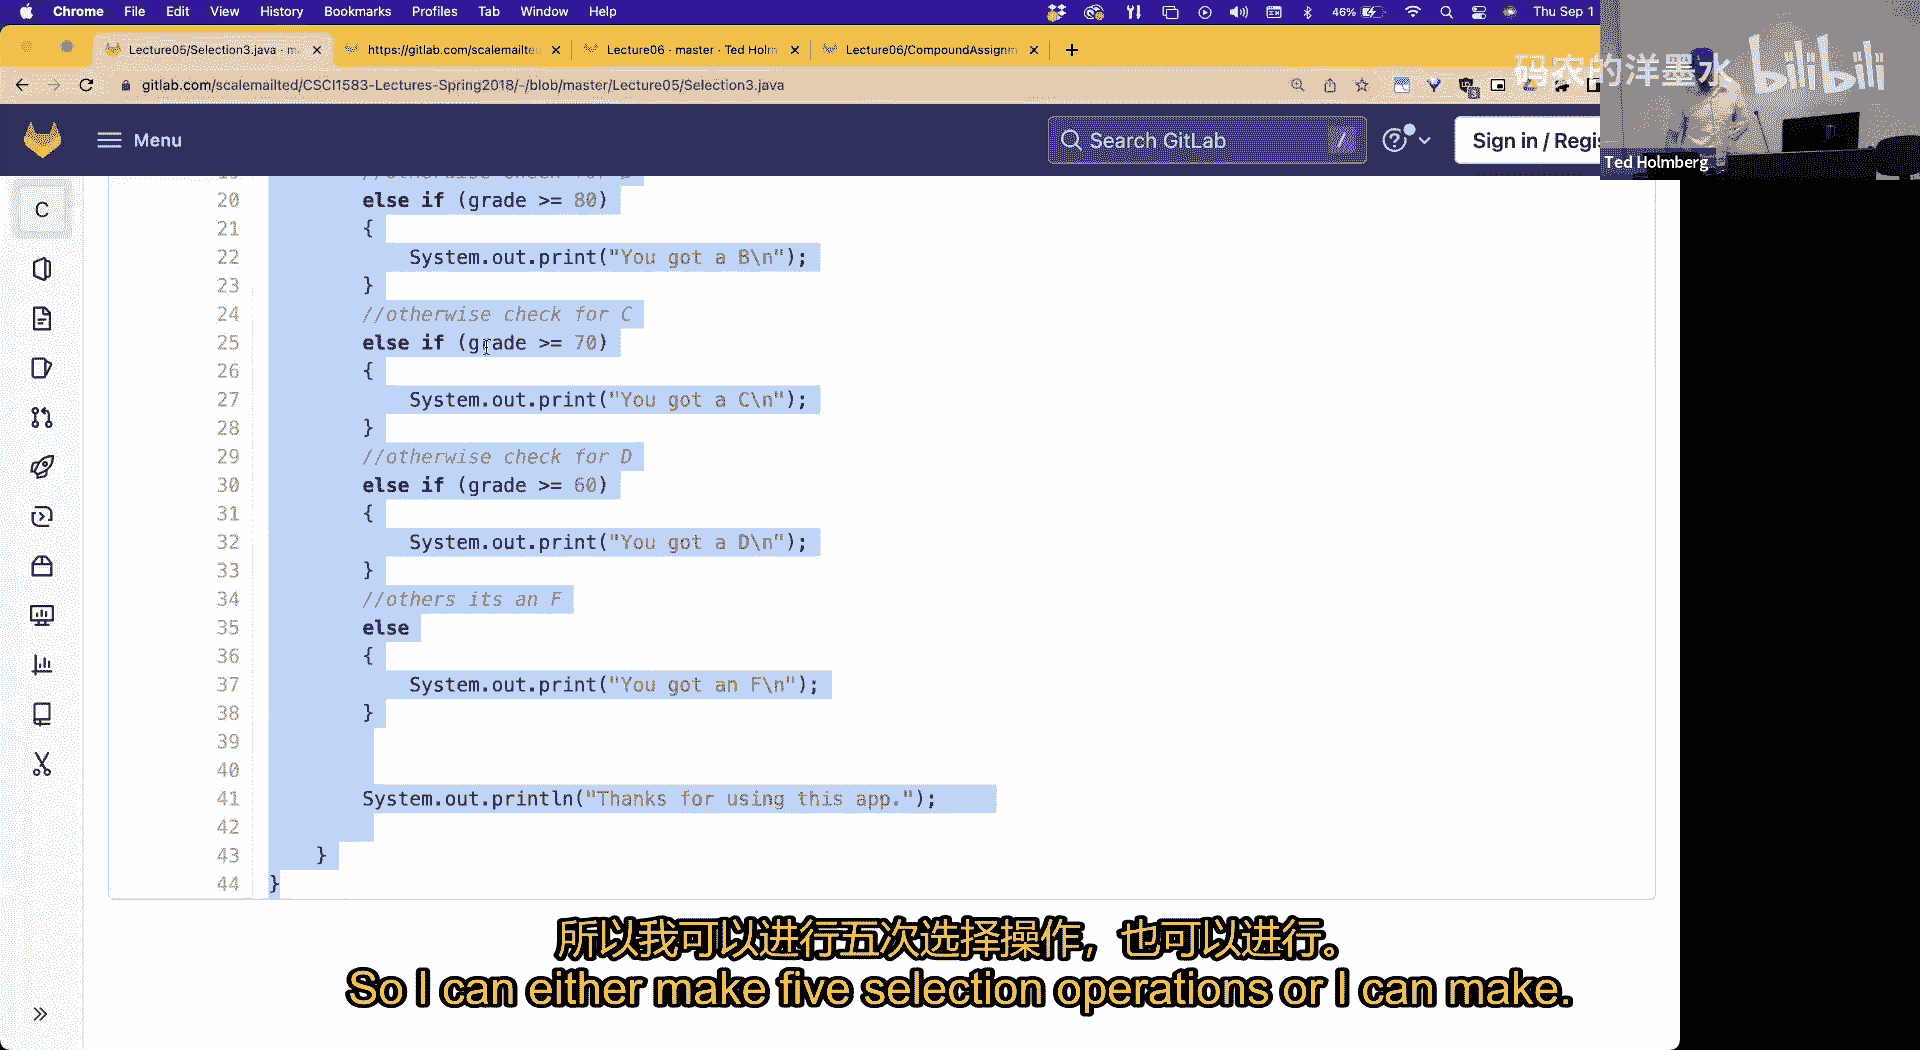 Chrome File Edit View History Bookmarks Profiles Tab Window Help 46% Thu Sep 1
Lecture05/Selection3.java · m
https://gitlab.com/scalemailte
Lecture06 · master · Ted Holm
Lecture06/CompoundAssignm
gitlab.com/scalemailted/CSCI1583-Lectures-Spring2018/-/blob/master/Lecture05/Selection3.java
码农的洋墨水 bilibili
Menu
Search GitLab /
Sign in / Regis
Ted Holmberg
C
20 else if (grade >= 80)
21 {
22 System.out.print("You got a B\n");
23 }
24 //otherwise check for C
25 else if (grade >= 70)
26 {
27 System.out.print("You got a C\n");
28 }
29 //otherwise check for D
30 else if (grade >= 60)
31 {
32 System.out.print("You got a D\n");
33 }
34 //others its an F
35 else
36 {
37 System.out.print("You got an F\n");
38 }
39
40
41 System.out.println("Thanks for using this app.");
42
43 }
44 }
所以我可以进行五次选择操作，也可以进行。
So I can either make five selection operations or I can make.